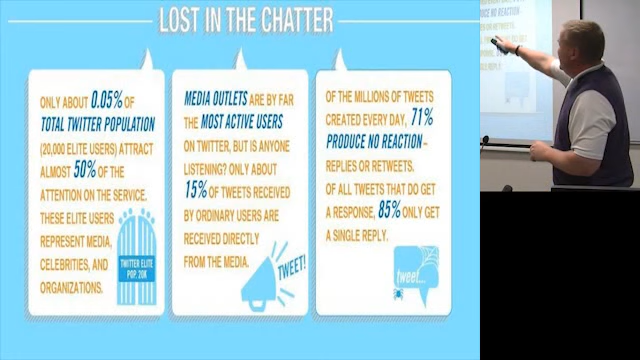 LOST IN THE CHATTER
ONLY ABOUT 0.05% OF
TOTAL TWITTER POPULATION
(20,000 ELITE USERS) ATTRACT
ALMOST 50% OF THE
ATTENTION ON THE SERVICE.
THESE ELITE USERS
REPRESENT MEDIA,
CELEBRITIES, AND
ORGANIZATIONS.
TWITTER ELITE
POP. 20K
MEDIA OUTLETS ARE BY FAR
THE MOST ACTIVE USERS
ON TWITTER, BUT IS ANYONE
LISTENING? ONLY ABOUT
15% OF TWEETS RECEIVED
BY ORDINARY USERS ARE
RECEIVED DIRECTLY
FROM THE MEDIA.
TWEET!
OF THE MILLIONS OF TWEETS
CREATED EVERY DAY, 71%
PRODUCE NO REACTION–
REPLIES OR RETWEETS.
OF ALL TWEETS THAT DO GET
A RESPONSE, 85% ONLY GET
A SINGLE REPLY.
tweet...